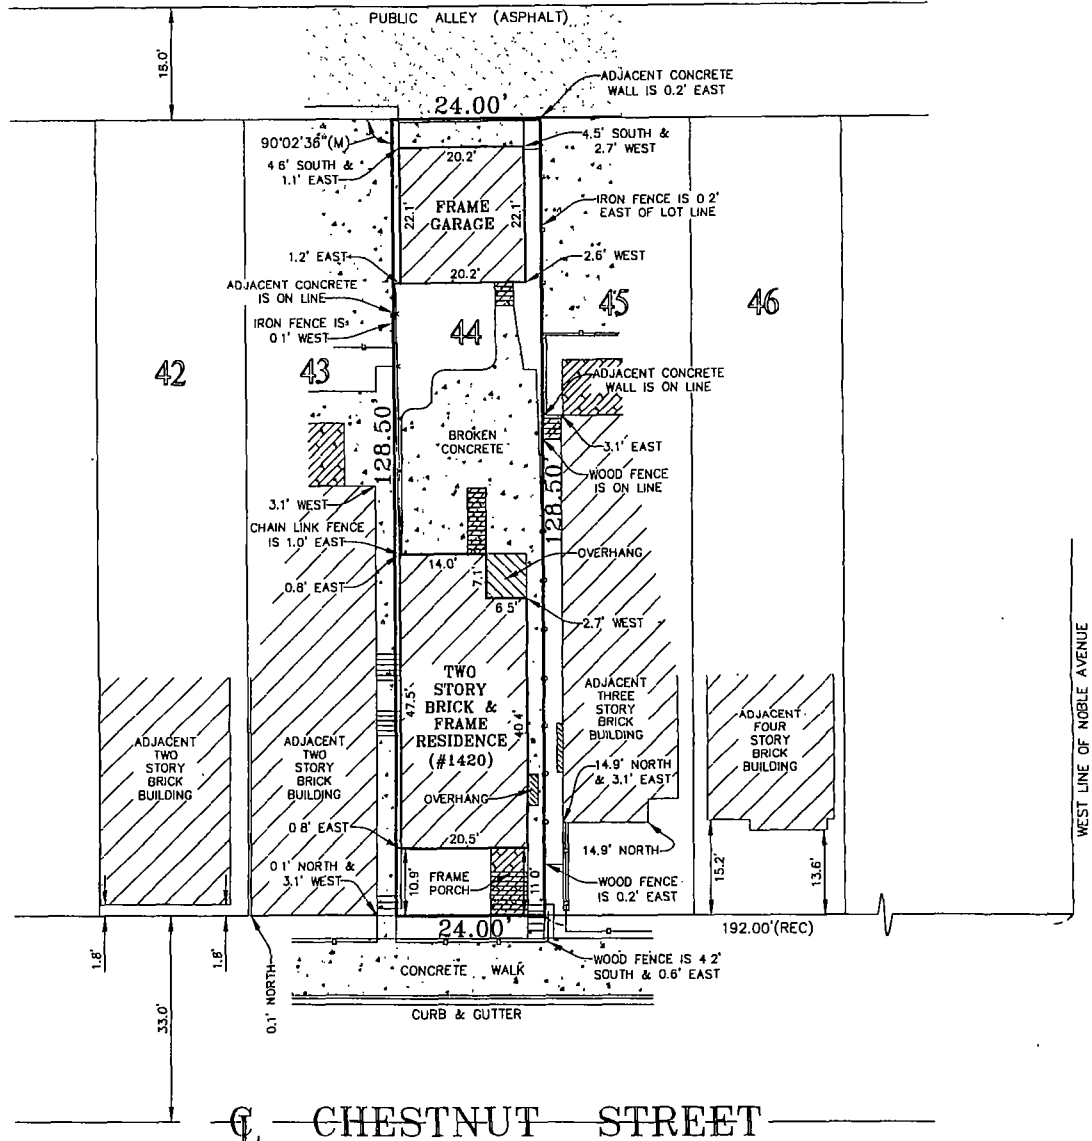 PUBLIC ALLEY (ASPHALT)
18.0'
ADJACENT CONCRETE
WALL IS 0.2' EAST
24.00'
90°02'36"(M)
4.5' SOUTH &
2.7' WEST
4 6' SOUTH &
1.1' EAST
20.2'
FRAME
GARAGE
22.1'
22.1'
IRON FENCE IS 0 2'
EAST OF LOT LINE
1.2' EAST
20.2'
2.6' WEST
ADJACENT CONCRETE
IS ON LINE
IRON FENCE IS
0.1' WEST
42
43
44
45
46
ADJACENT CONCRETE
WALL IS ON LINE
128.50'
BROKEN
CONCRETE
3.1' EAST
WOOD FENCE
IS ON LINE
128.50'
3.1' WEST
CHAIN LINK FENCE
IS 1.0' EAST
0.8' EAST
14.0'
7.1'
6 5'
OVERHANG
2.7' WEST
TWO
STORY
BRICK &
FRAME
RESIDENCE
(#1420)
47.5'
40.4'
ADJACENT
TWO
STORY
BRICK
BUILDING
ADJACENT
TWO
STORY
BRICK
BUILDING
ADJACENT
THREE
STORY
BRICK
BUILDING
ADJACENT
FOUR
STORY
BRICK
BUILDING
14.9' NORTH
& 3.1' EAST
OVERHANG
0 8' EAST
20.5'
14.9' NORTH
0 1' NORTH &
3.1' WEST
10.9'
FRAME
PORCH
11 0'
WOOD FENCE
IS 0.2' EAST
15.2'
13.6'
24.00'
192.00'(REC)
WEST LINE OF NOBLE AVENUE
1.8'
1.8'
0.1' NORTH
CONCRETE WALK
WOOD FENCE IS 4 2'
SOUTH & 0.6' EAST
CURB & GUTTER
33.0'
℄ CHESTNUT STREET